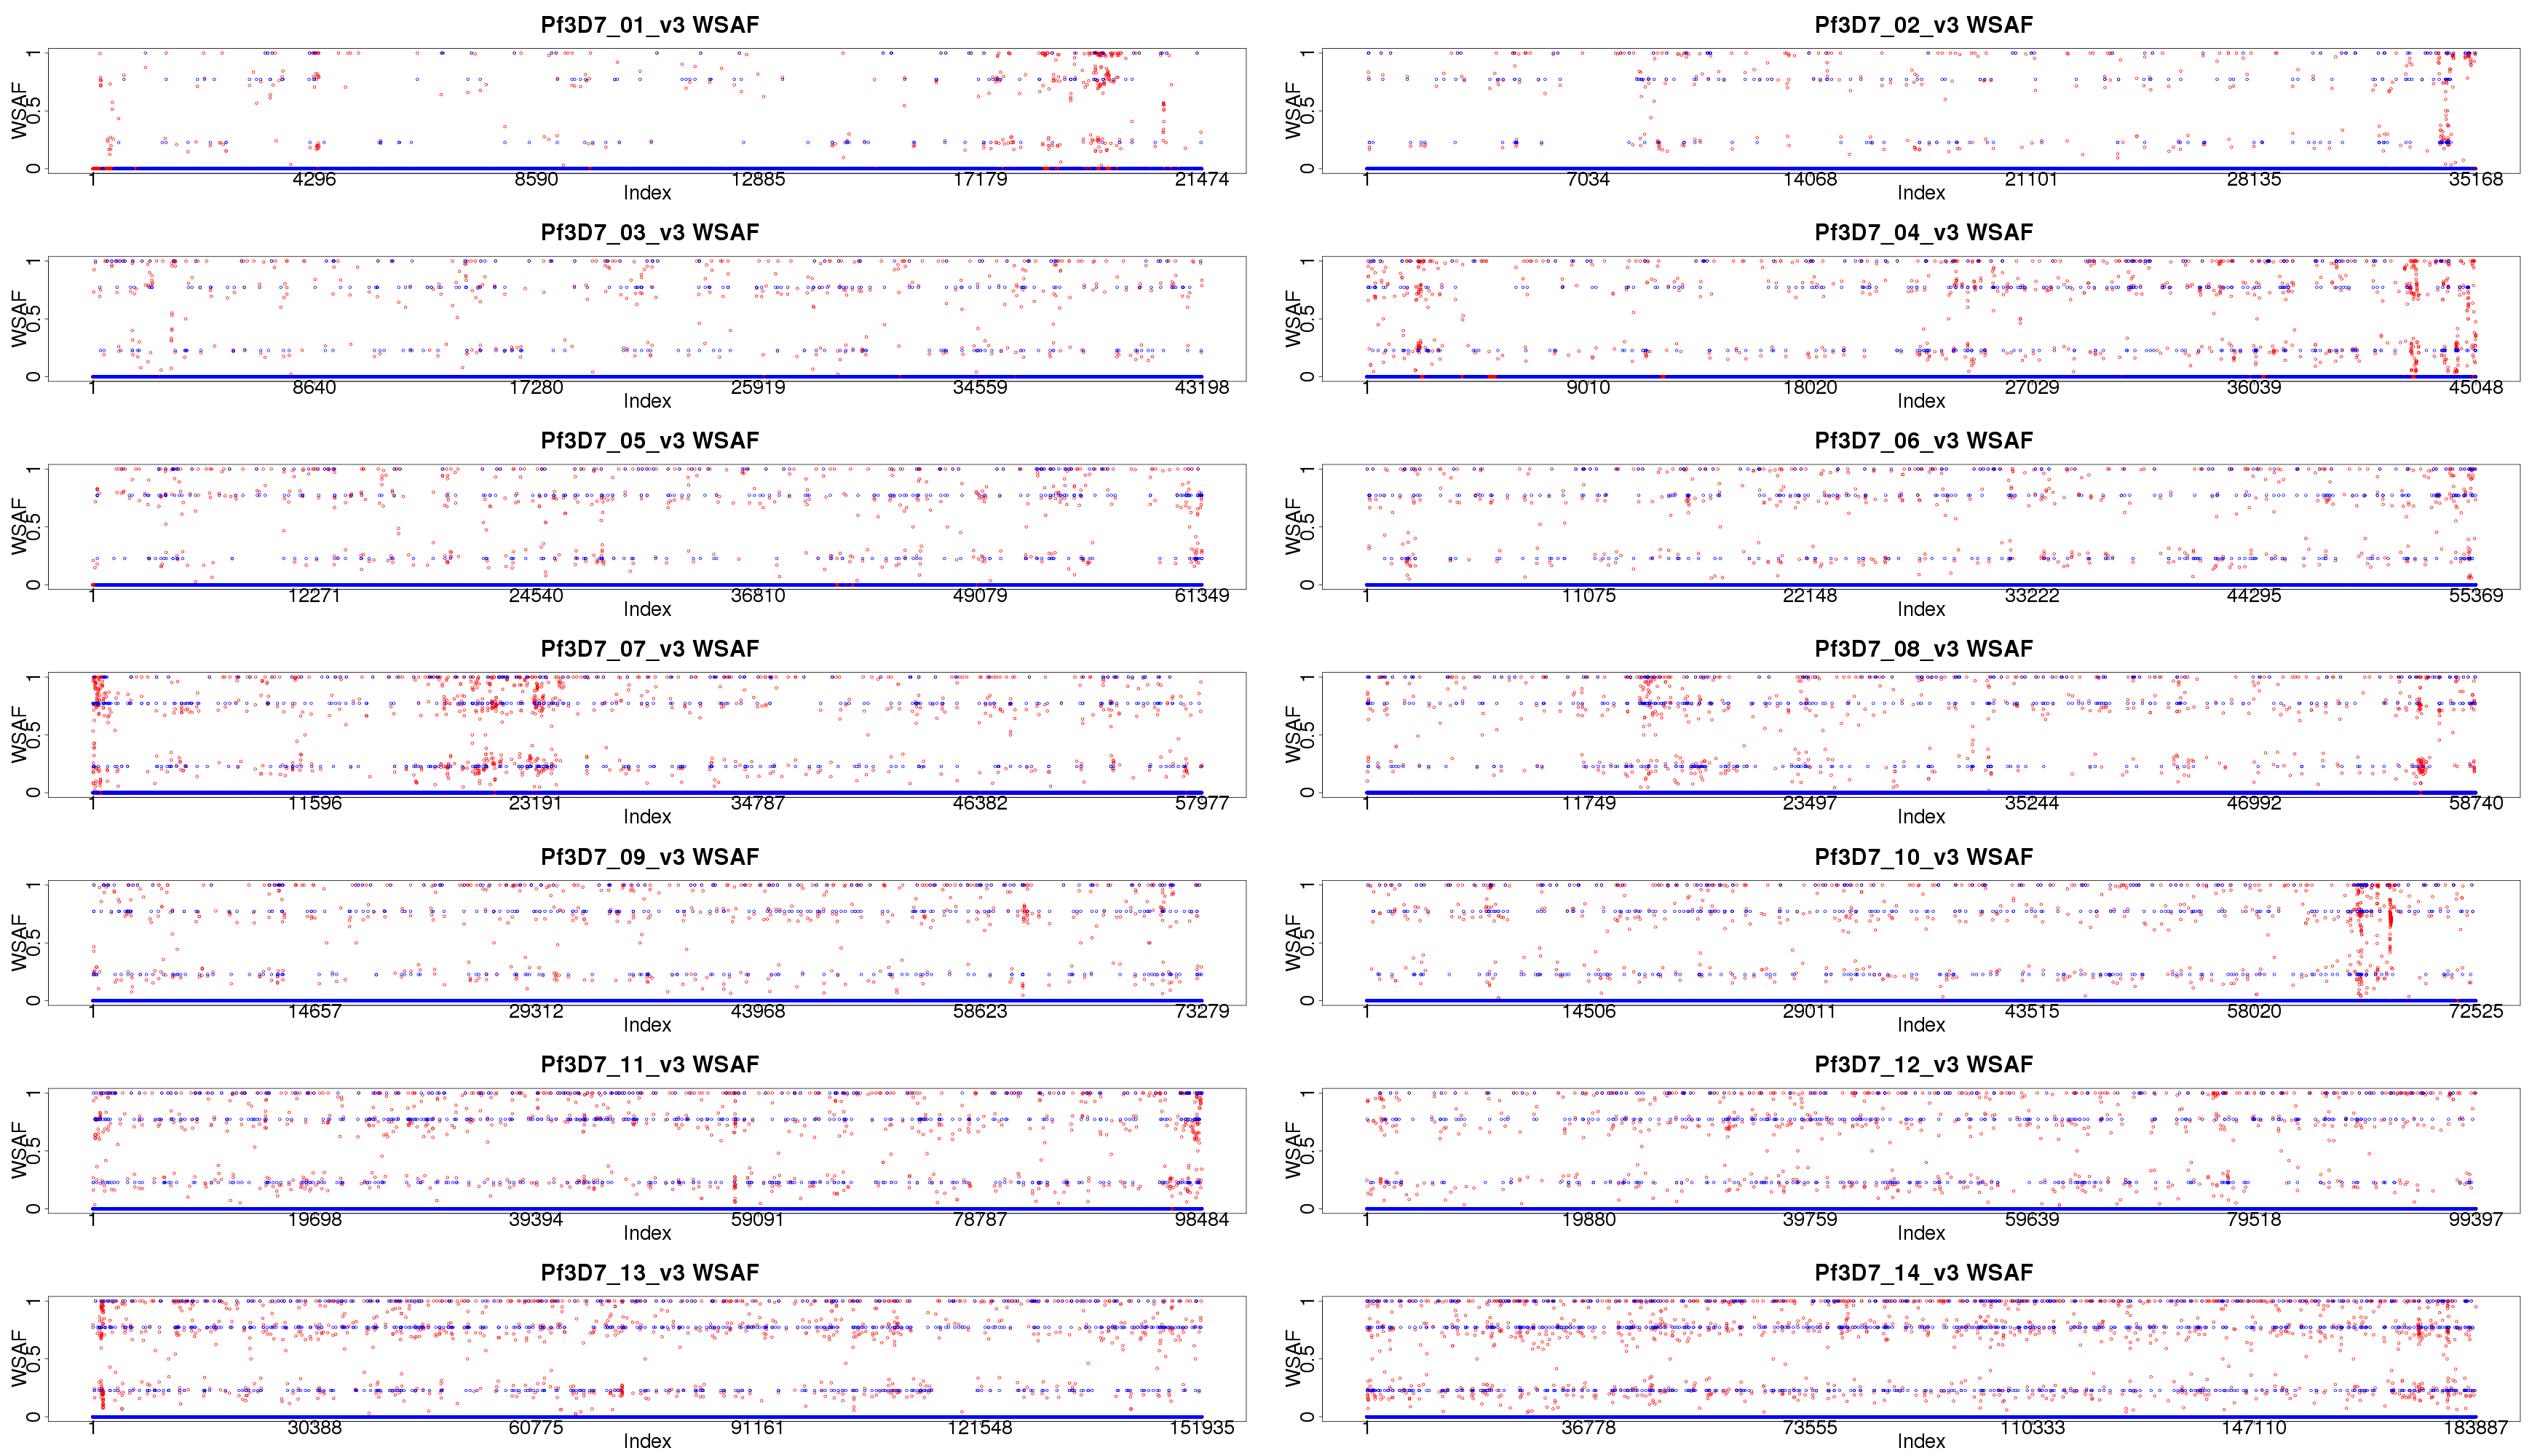 Pf3D7_01_v3 WSAF
WSAF
0 0.5 1
1 4296 8590 12885 17179 21474
Index
Pf3D7_02_v3 WSAF
WSAF
0 0.5 1
1 7034 14068 21101 28135 35168
Index
Pf3D7_03_v3 WSAF
WSAF
0 0.5 1
1 8640 17280 25919 34559 43198
Index
Pf3D7_04_v3 WSAF
WSAF
0 0.5 1
1 9010 18020 27029 36039 45048
Index
Pf3D7_05_v3 WSAF
WSAF
0 0.5 1
1 12271 24540 36810 49079 61349
Index
Pf3D7_06_v3 WSAF
WSAF
0 0.5 1
1 11075 22148 33222 44295 55369
Index
Pf3D7_07_v3 WSAF
WSAF
0 0.5 1
1 11596 23191 34787 46382 57977
Index
Pf3D7_08_v3 WSAF
WSAF
0 0.5 1
1 11749 23497 35244 46992 58740
Index
Pf3D7_09_v3 WSAF
WSAF
0 0.5 1
1 14657 29312 43968 58623 73279
Index
Pf3D7_10_v3 WSAF
WSAF
0 0.5 1
1 14506 29011 43515 58020 72525
Index
Pf3D7_11_v3 WSAF
WSAF
0 0.5 1
1 19698 39394 59091 78787 98484
Index
Pf3D7_12_v3 WSAF
WSAF
0 0.5 1
1 19880 39759 59639 79518 99397
Index
Pf3D7_13_v3 WSAF
WSAF
0 0.5 1
1 30388 60775 91161 121548 151935
Index
Pf3D7_14_v3 WSAF
WSAF
0 0.5 1
1 36778 73555 110333 147110 183887
Index